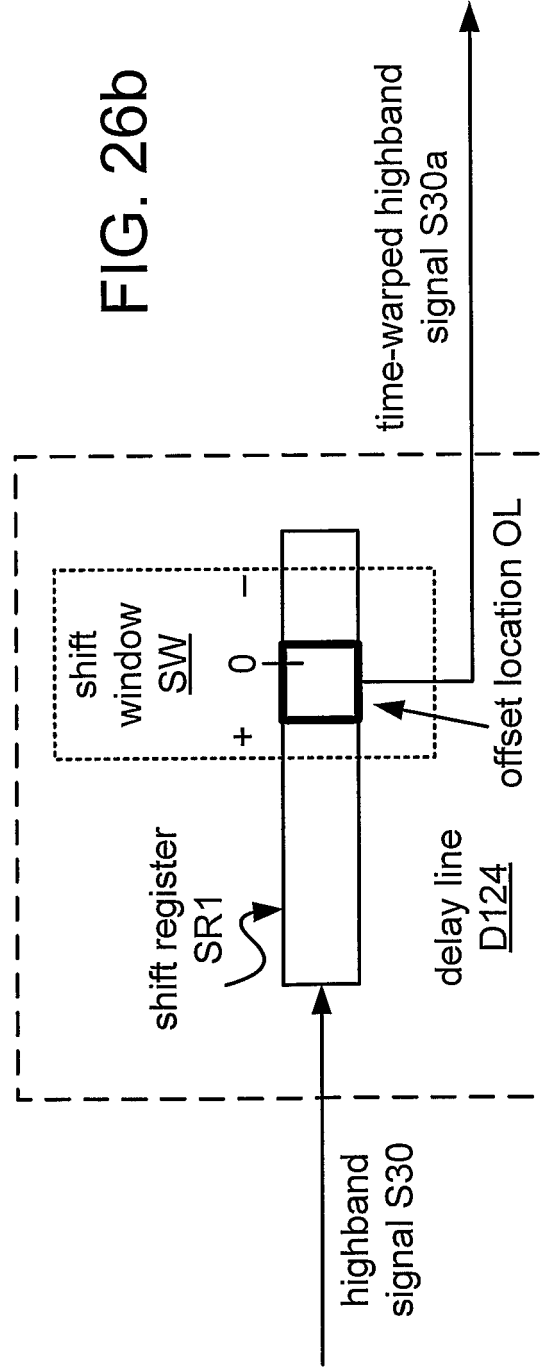 FIG. 26b
shift
window
SW
+
0
–
shift register
SR1
highband
signal S30
delay line
D124
offset location OL
time-warped highband
signal S30a